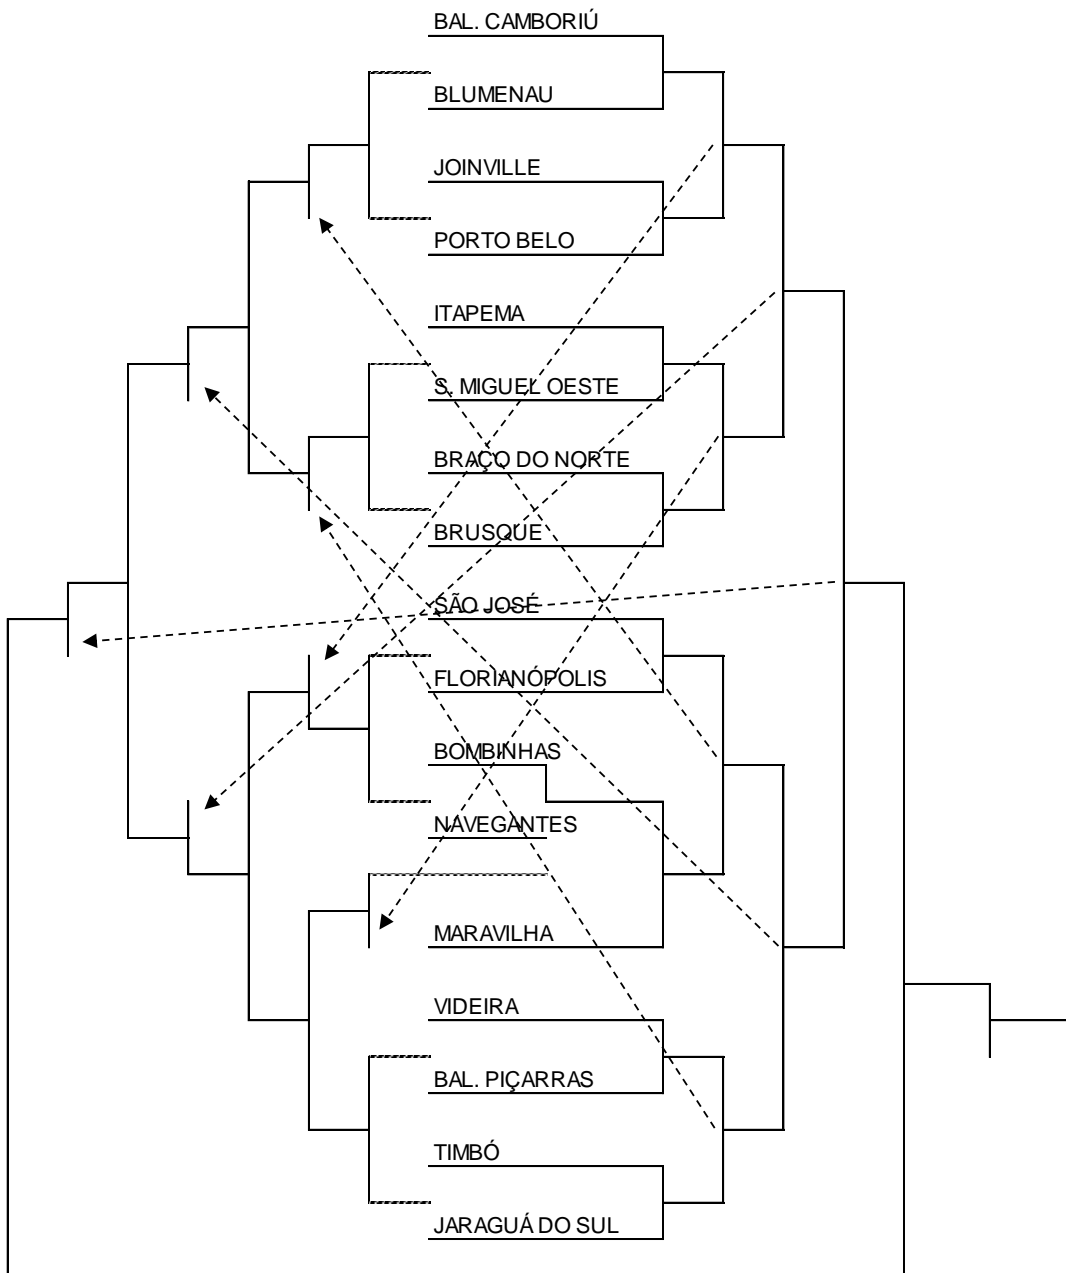 BAL. CAMBORIÚ
BLUMENAU
JOINVILLE
PORTO BELO
ITAPEMA
S. MIGUEL OESTE
BRAÇO DO NORTE
BRUSQUE
SÃO JOSÉ
FLORIANÓPOLIS
BOMBINHAS
NAVEGANTES
MARAVILHA
VIDEIRA
BAL. PIÇARRAS
TIMBÓ
JARAGUÁ DO SUL